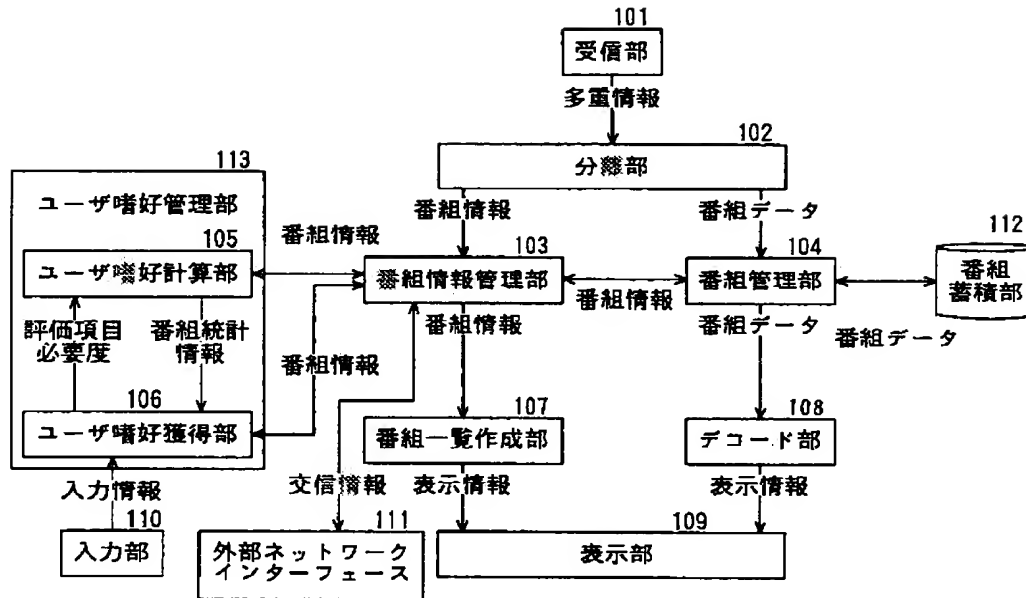 101
受信部
多重情報
102
分離部
113
ユーザ嗜好管理部
番組情報
番組データ
105
番組情報
103
104
112
ユーザ嗜好計算部
番組情報管理部
番組管理部
番組
蓄積部
番組情報
評価項目
必要度
番組統計
情報
番組情報
番組データ
番組データ
番組情報
106
107
108
ユーザ嗜好獲得部
番組一覧作成部
デコード部
入力情報
交信情報
表示情報
表示情報
110
111
109
入力部
外部ネットワーク
インターフェース
表示部